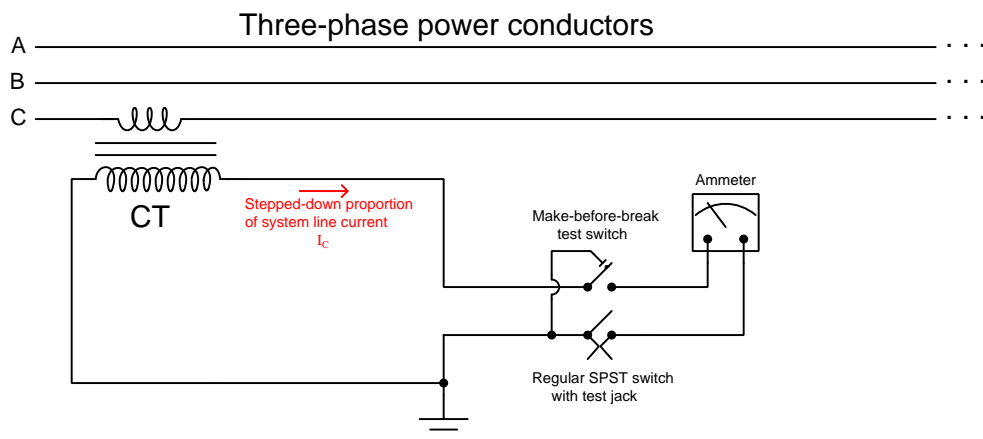 Three-phase power conductors
A
B
C
. . .
. . .
. . .
CT
Stepped-down proportion
of system line current
I_C
Make-before-break
test switch
Ammeter
Regular SPST switch
with test jack